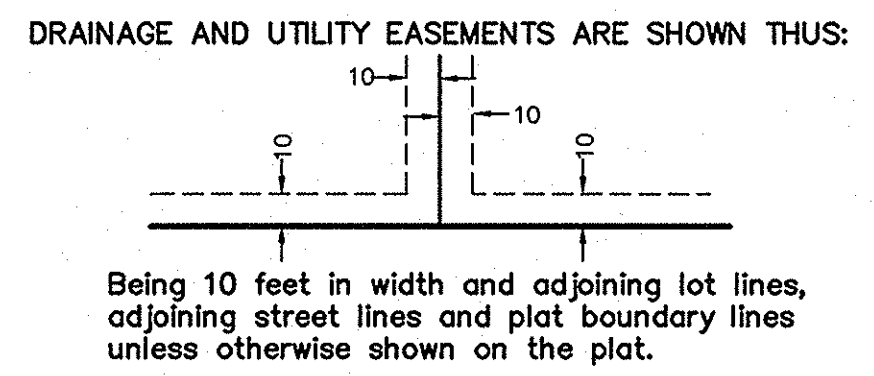 DRAINAGE AND UTILITY EASEMENTS ARE SHOWN THUS:
10
10
10
10
Being 10 feet in width and adjoining lot lines,
adjoining street lines and plat boundary lines
unless otherwise shown on the plat.